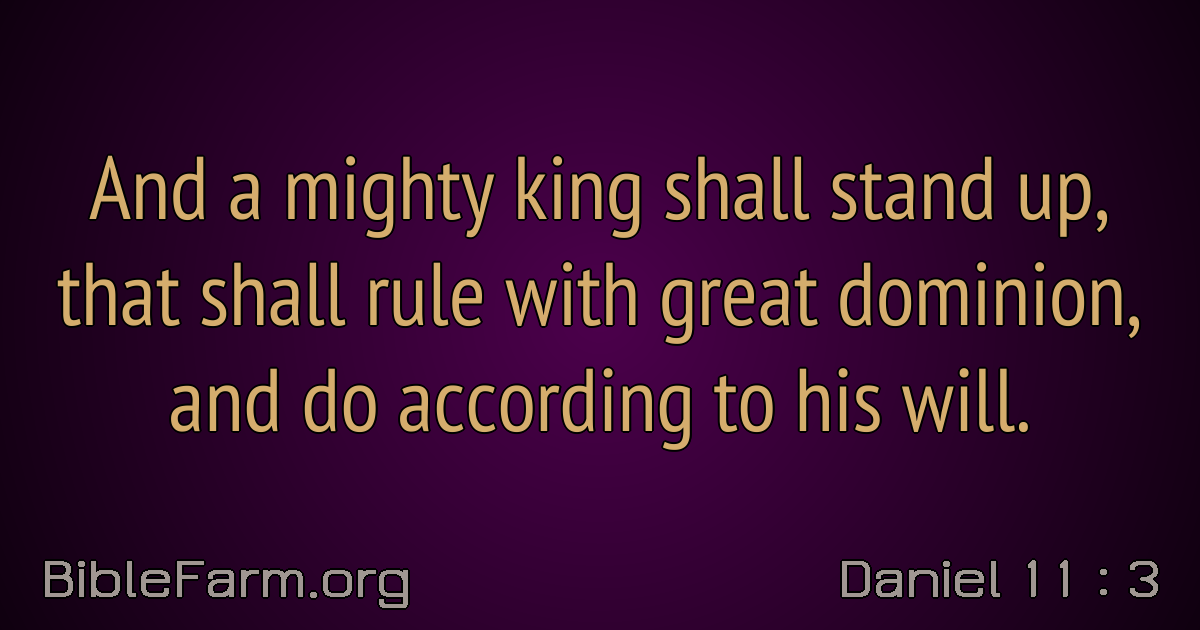 And a mighty king shall stand up,
that shall rule with great dominion,
and do according to his will.
BibleFarm.org
Daniel 11 : 3